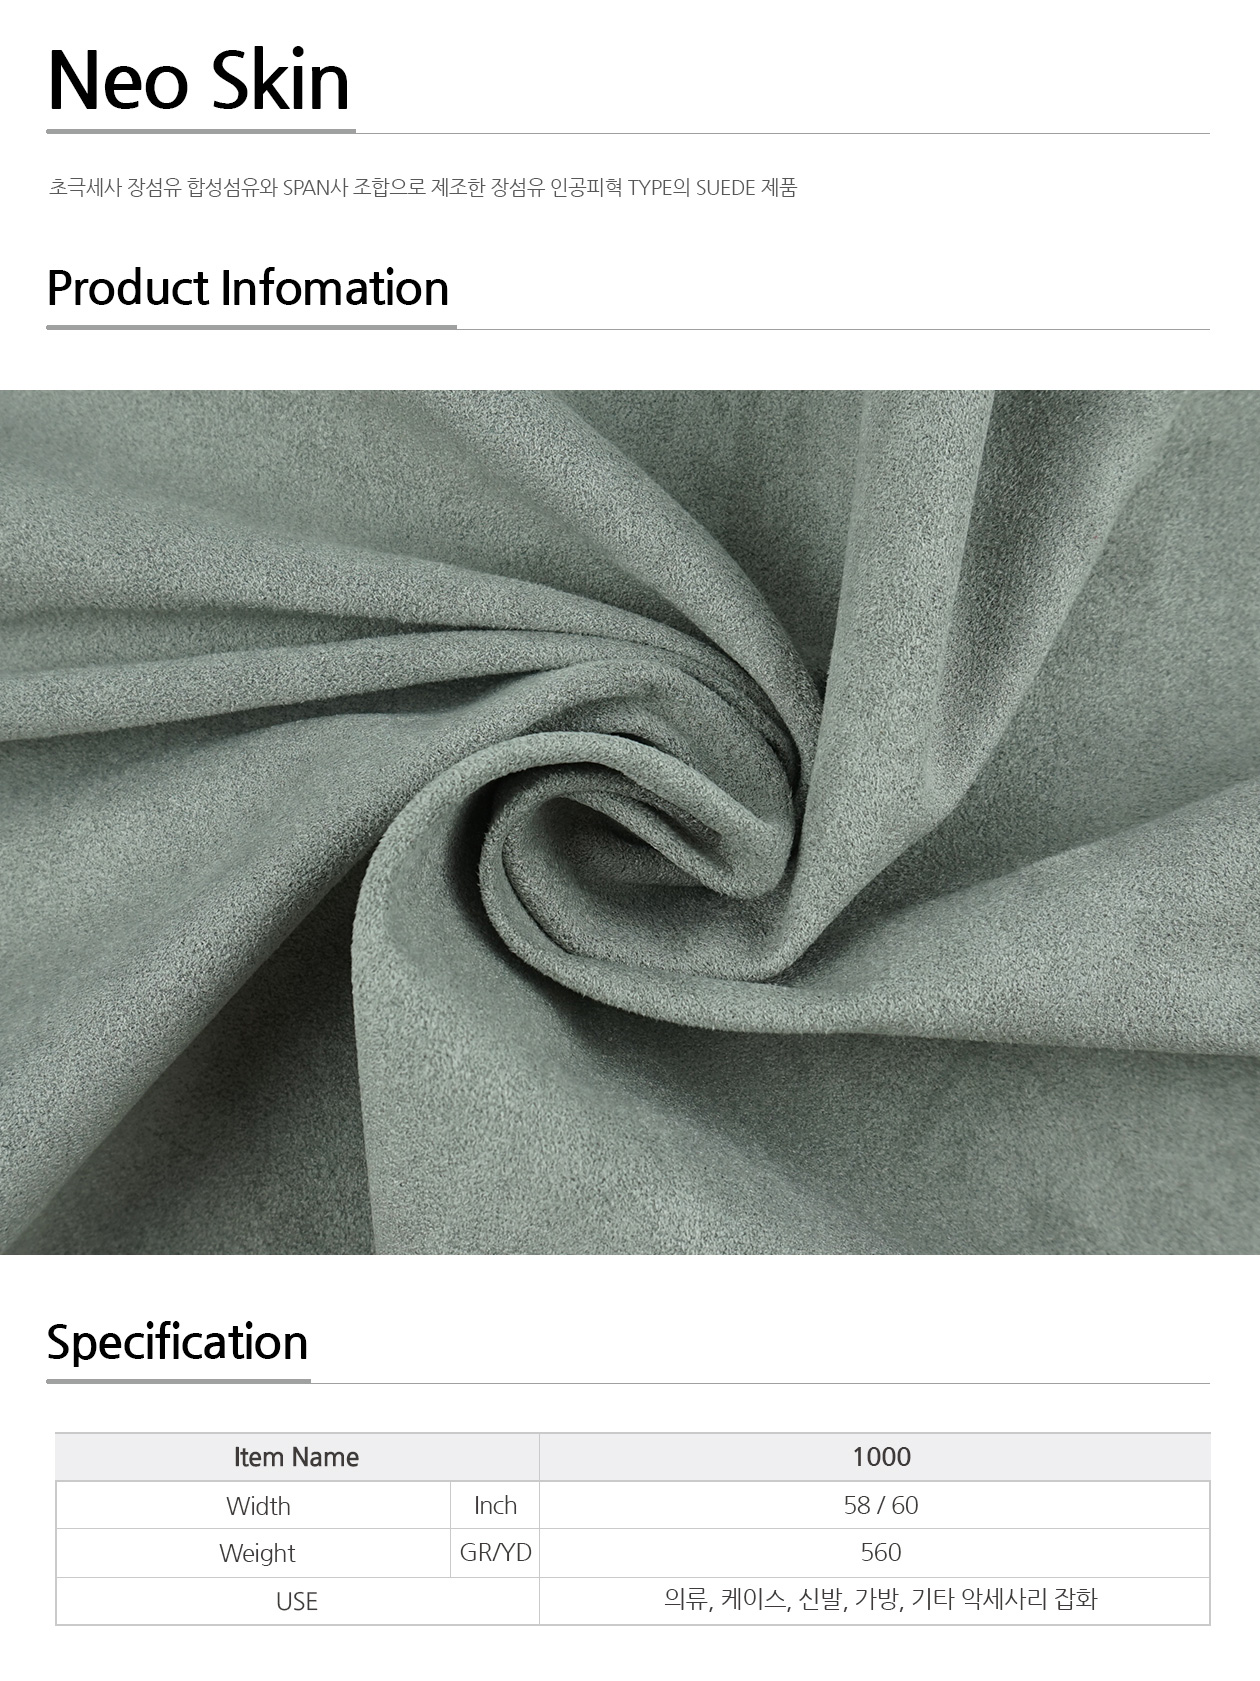 Neo Skin
초극세사 장섬유 합성섬유와 SPAN사 조합으로 제조한 장섬유 인공피혁 TYPE의 SUEDE 제품
Product Infomation
Specification
Item Name 1000
Width Inch 58 / 60
Weight GR/YD 560
USE 의류, 케이스, 신발, 가방, 기타 악세사리 잡화